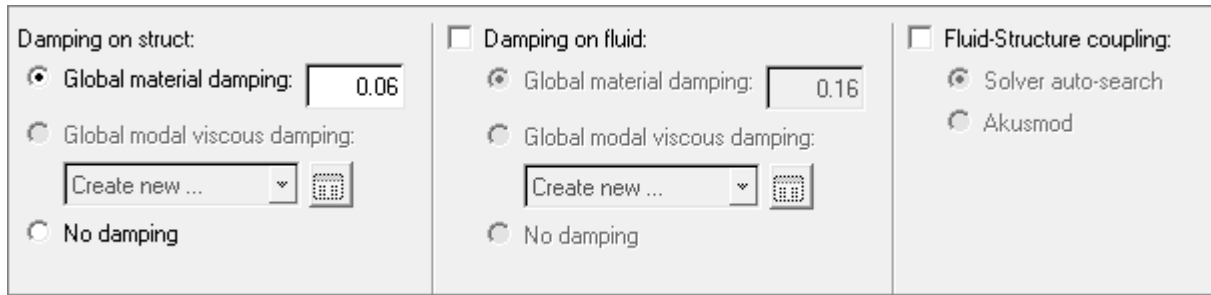 Damping on struct:
Global material damping: 0.06
Global modal viscous damping:
Create new ...
No damping
Damping on fluid:
Global material damping: 0.16
Global modal viscous damping:
Create new ...
No damping
Fluid-Structure coupling:
Solver auto-search
Akusmod